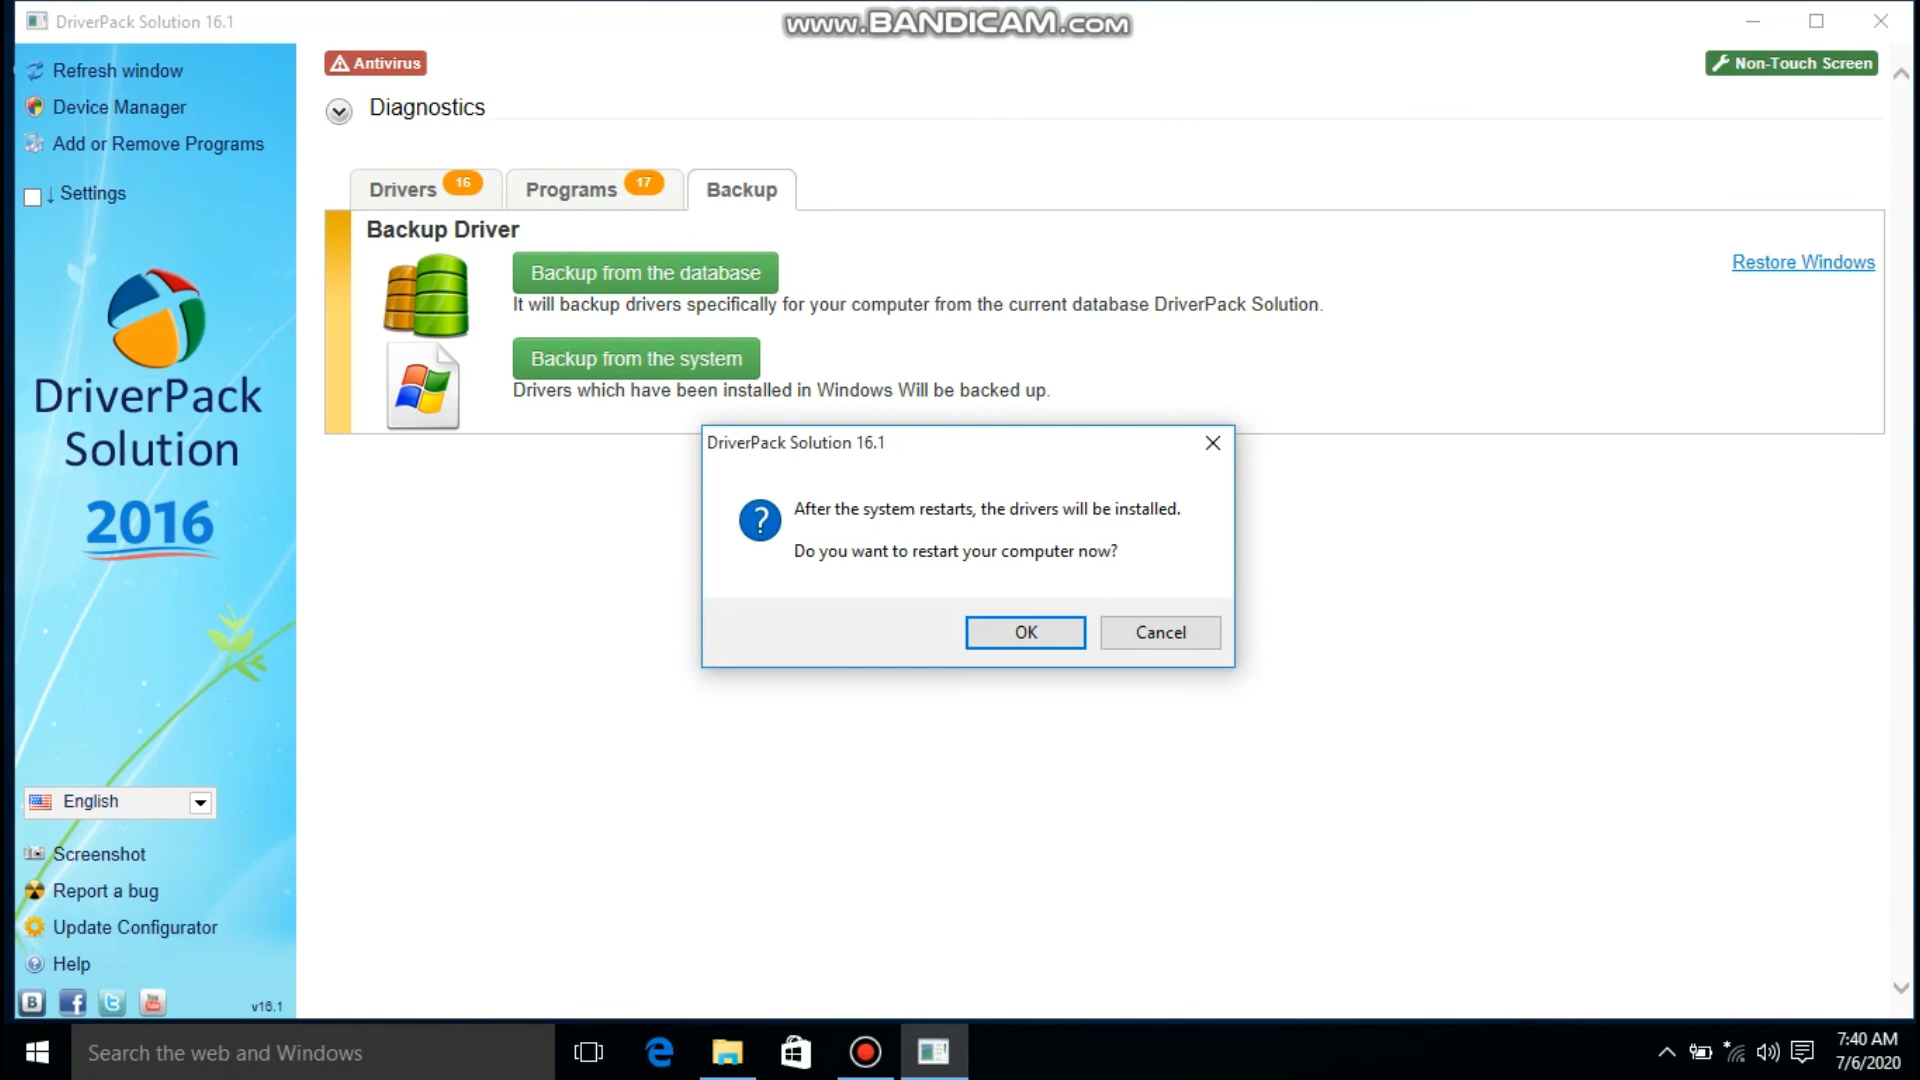 DriverPack Solution 16.1
www.BANDICAM.com
Refresh window
Device Manager
Add or Remove Programs
↓ Settings
DriverPack
Solution
2016
English
Screenshot
Report a bug
Update Configurator
Help
B f t You
v16.1
Antivirus
Non-Touch Screen
Diagnostics
Drivers 16
Programs 17
Backup
Backup Driver
Restore Windows
Backup from the database
It will backup drivers specifically for your computer from the current database DriverPack Solution.
Backup from the system
Drivers which have been installed in Windows Will be backed up.
DriverPack Solution 16.1
?
After the system restarts, the drivers will be installed.
Do you want to restart your computer now?
OK
Cancel
Search the web and Windows
7:40 AM
7/6/2020